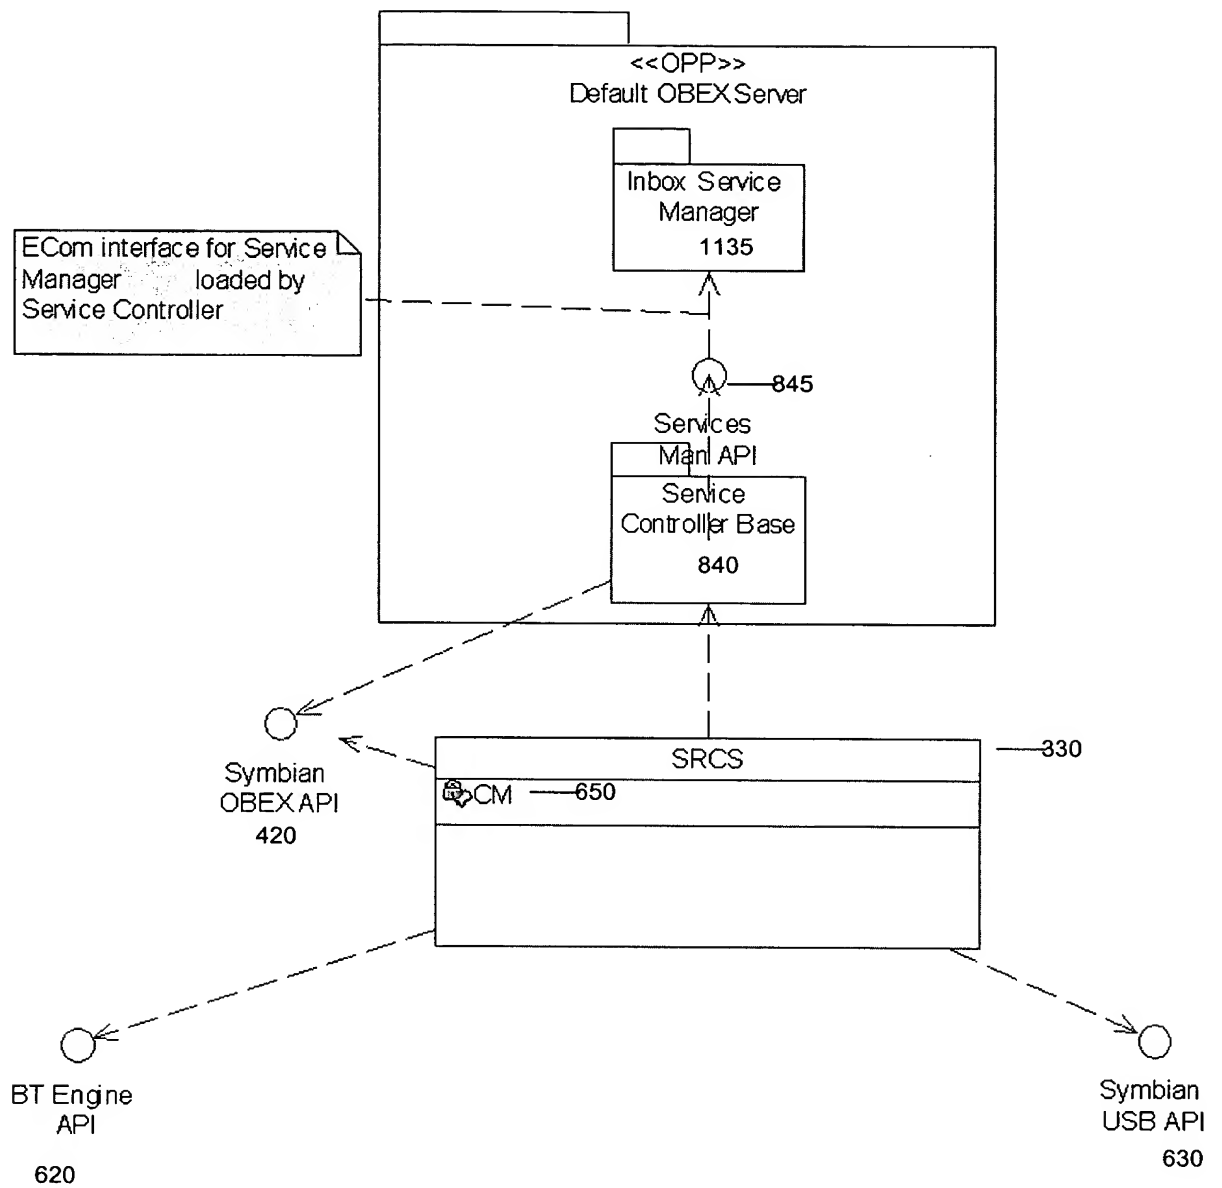 <<OPP>>
Default OBEX Server
Inbox Service
Manager
1135
ECom interface for Service
Manager loaded by
Service Controller
845
Services
Man API
Service
Controller Base
840
SRCS
330
CM
650
Symbian
OBEX API
420
BT Engine
API
620
Symbian
USB API
630